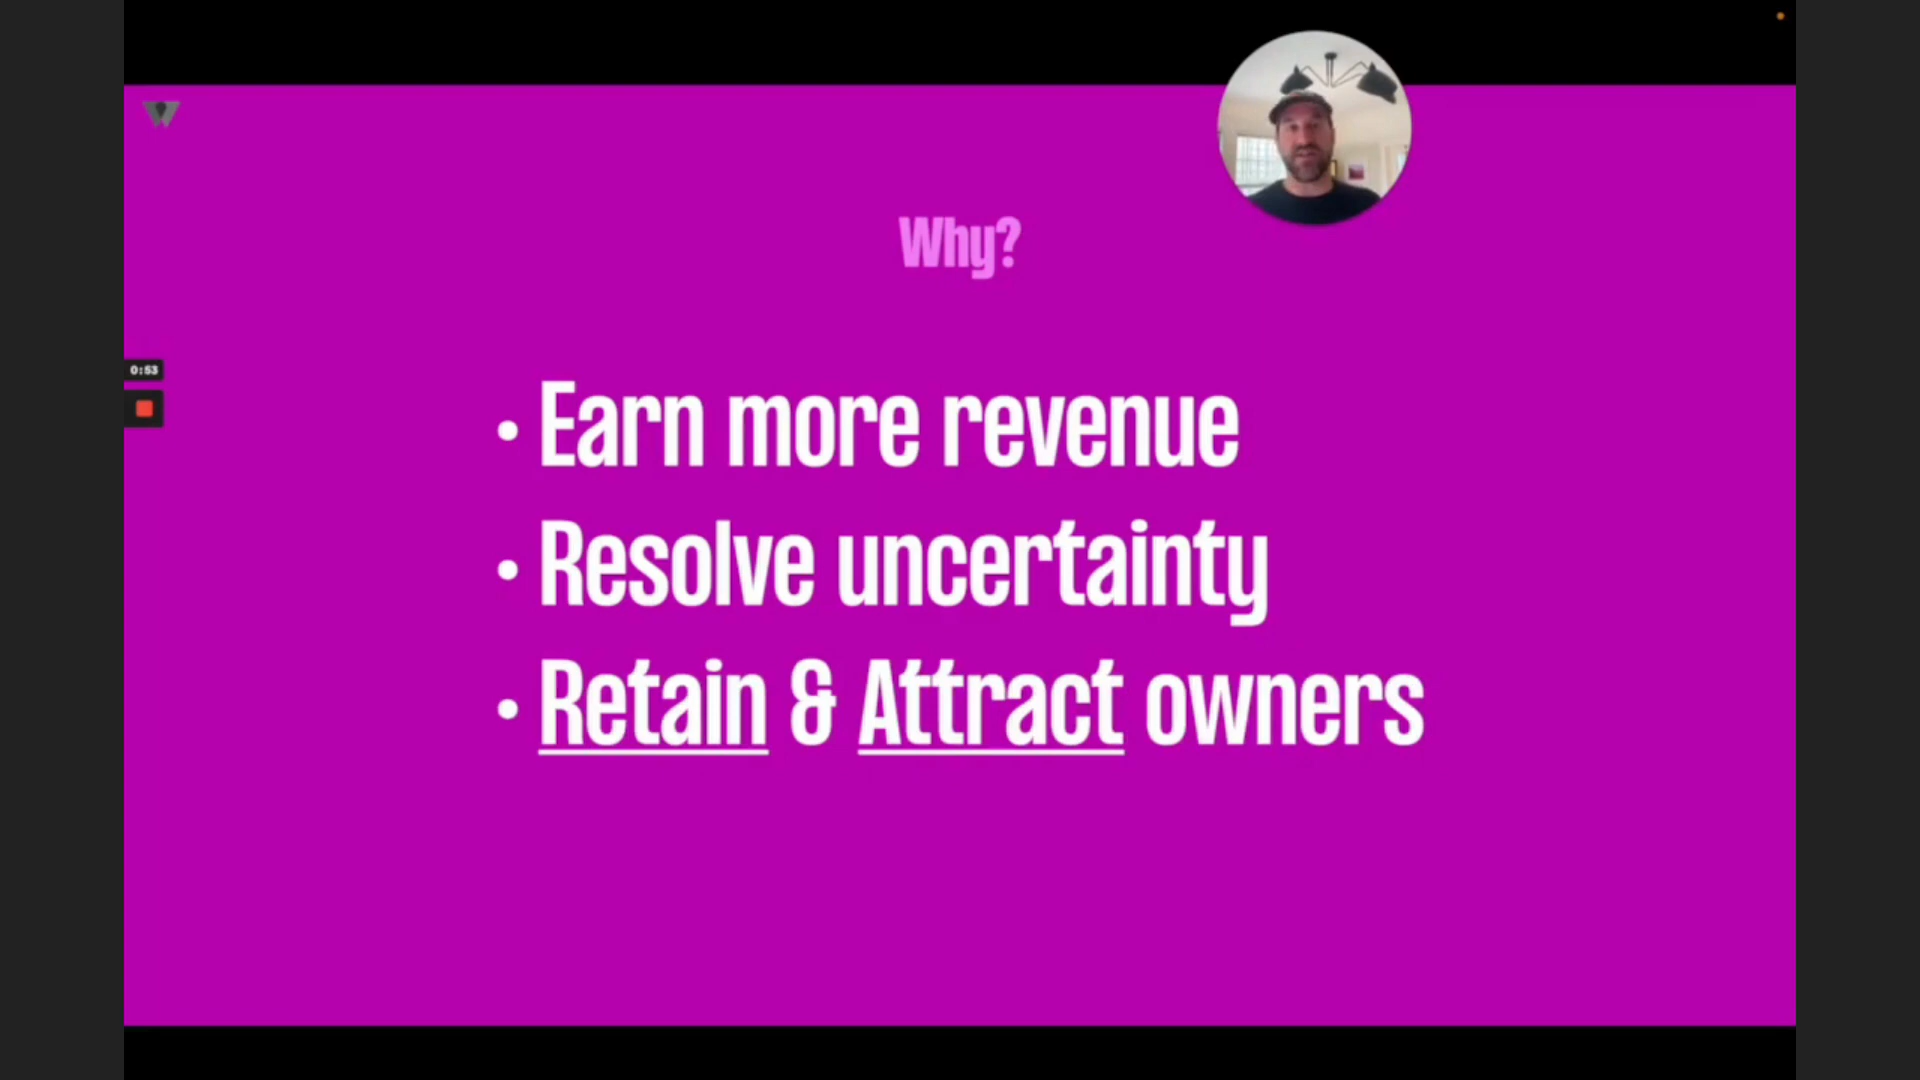 Why?
0:53
• Earn more revenue
• Resolve uncertainty
• Retain & Attract owners